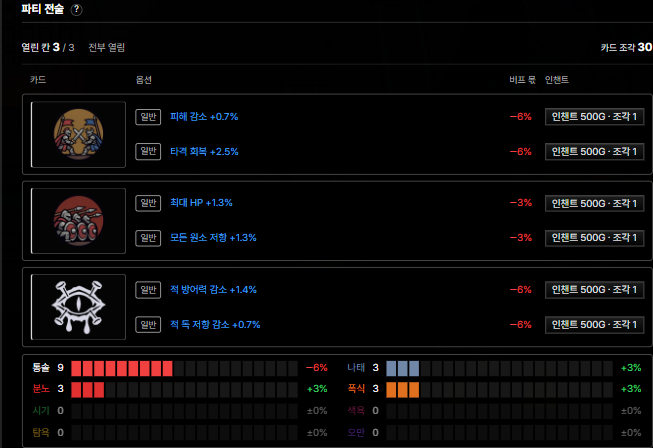 파티 전술 ?
열린 칸 3 / 3 전부 열림 카드 조각 30
카드 옵션 버프 몫 인챈트
일반 피해 감소 +0.7% −6% 인챈트 500G · 조각 1
일반 타격 회복 +2.5% −6% 인챈트 500G · 조각 1
일반 최대 HP +1.3% −3% 인챈트 500G · 조각 1
일반 모든 원소 저항 +1.3% −3% 인챈트 500G · 조각 1
일반 적 방어력 감소 +1.4% −6% 인챈트 500G · 조각 1
일반 적 독 저항 감소 +0.7% −6% 인챈트 500G · 조각 1
통솔 9 −6% 나태 3 +3%
분노 3 +3% 폭식 3 +3%
시기 0 ±0% 색욕 0 ±0%
탐욕 0 ±0% 오만 0 ±0%